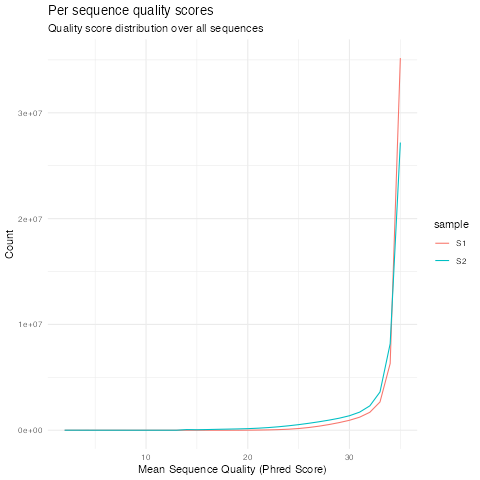 Per sequence quality scores
Quality score distribution over all sequences
3e+07
2e+07
1e+07
0e+00
Count
10 20 30
Mean Sequence Quality (Phred Score)
sample
S1
S2